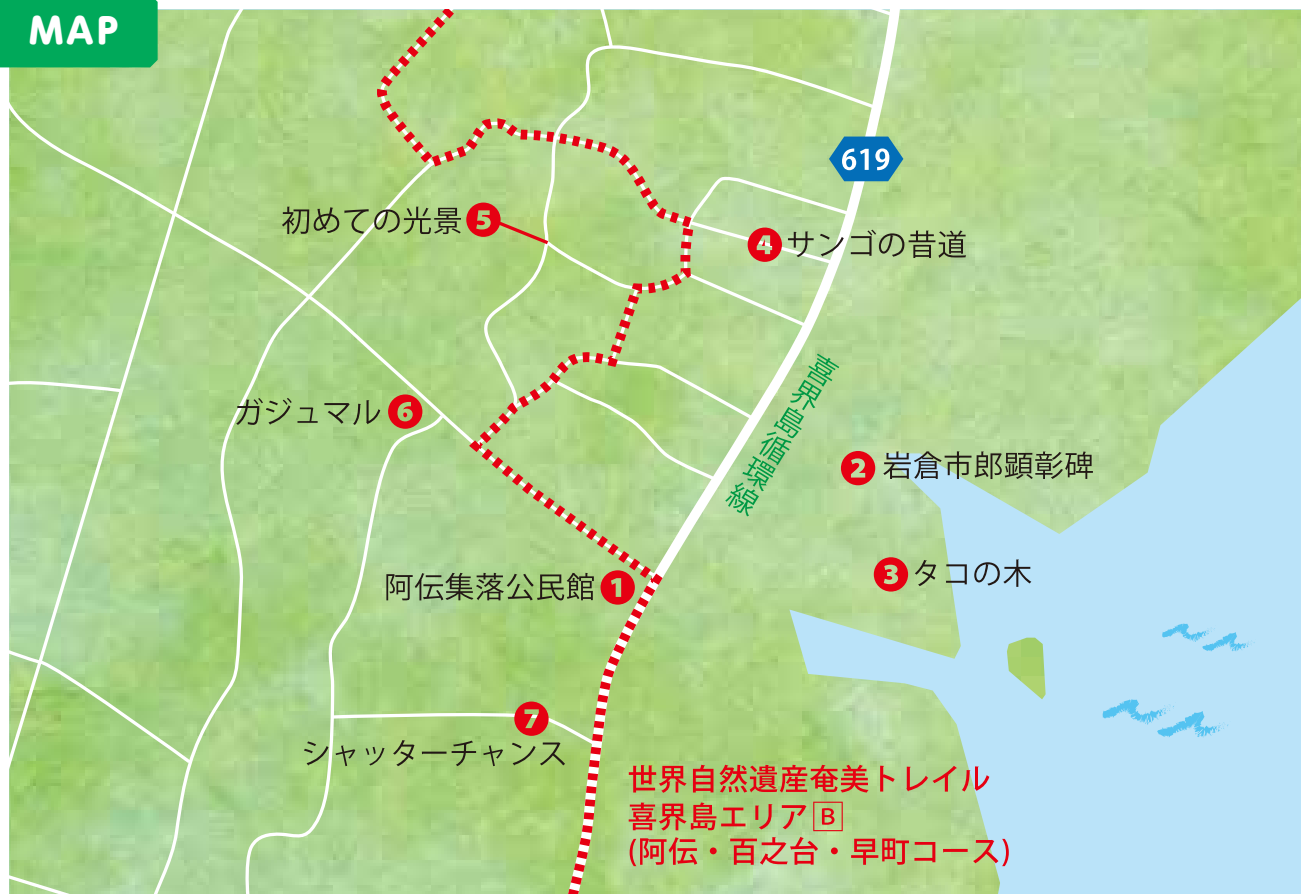 MAP
619
初めての光景 5
4 サンゴの昔道
喜界島循環線
ガジュマル 6
2 岩倉市郎顕彰碑
阿伝集落公民館 1
3 タコの木
7
シャッターチャンス
世界自然遺産奄美トレイル
喜界島エリア B
(阿伝・百之台・早町コース)